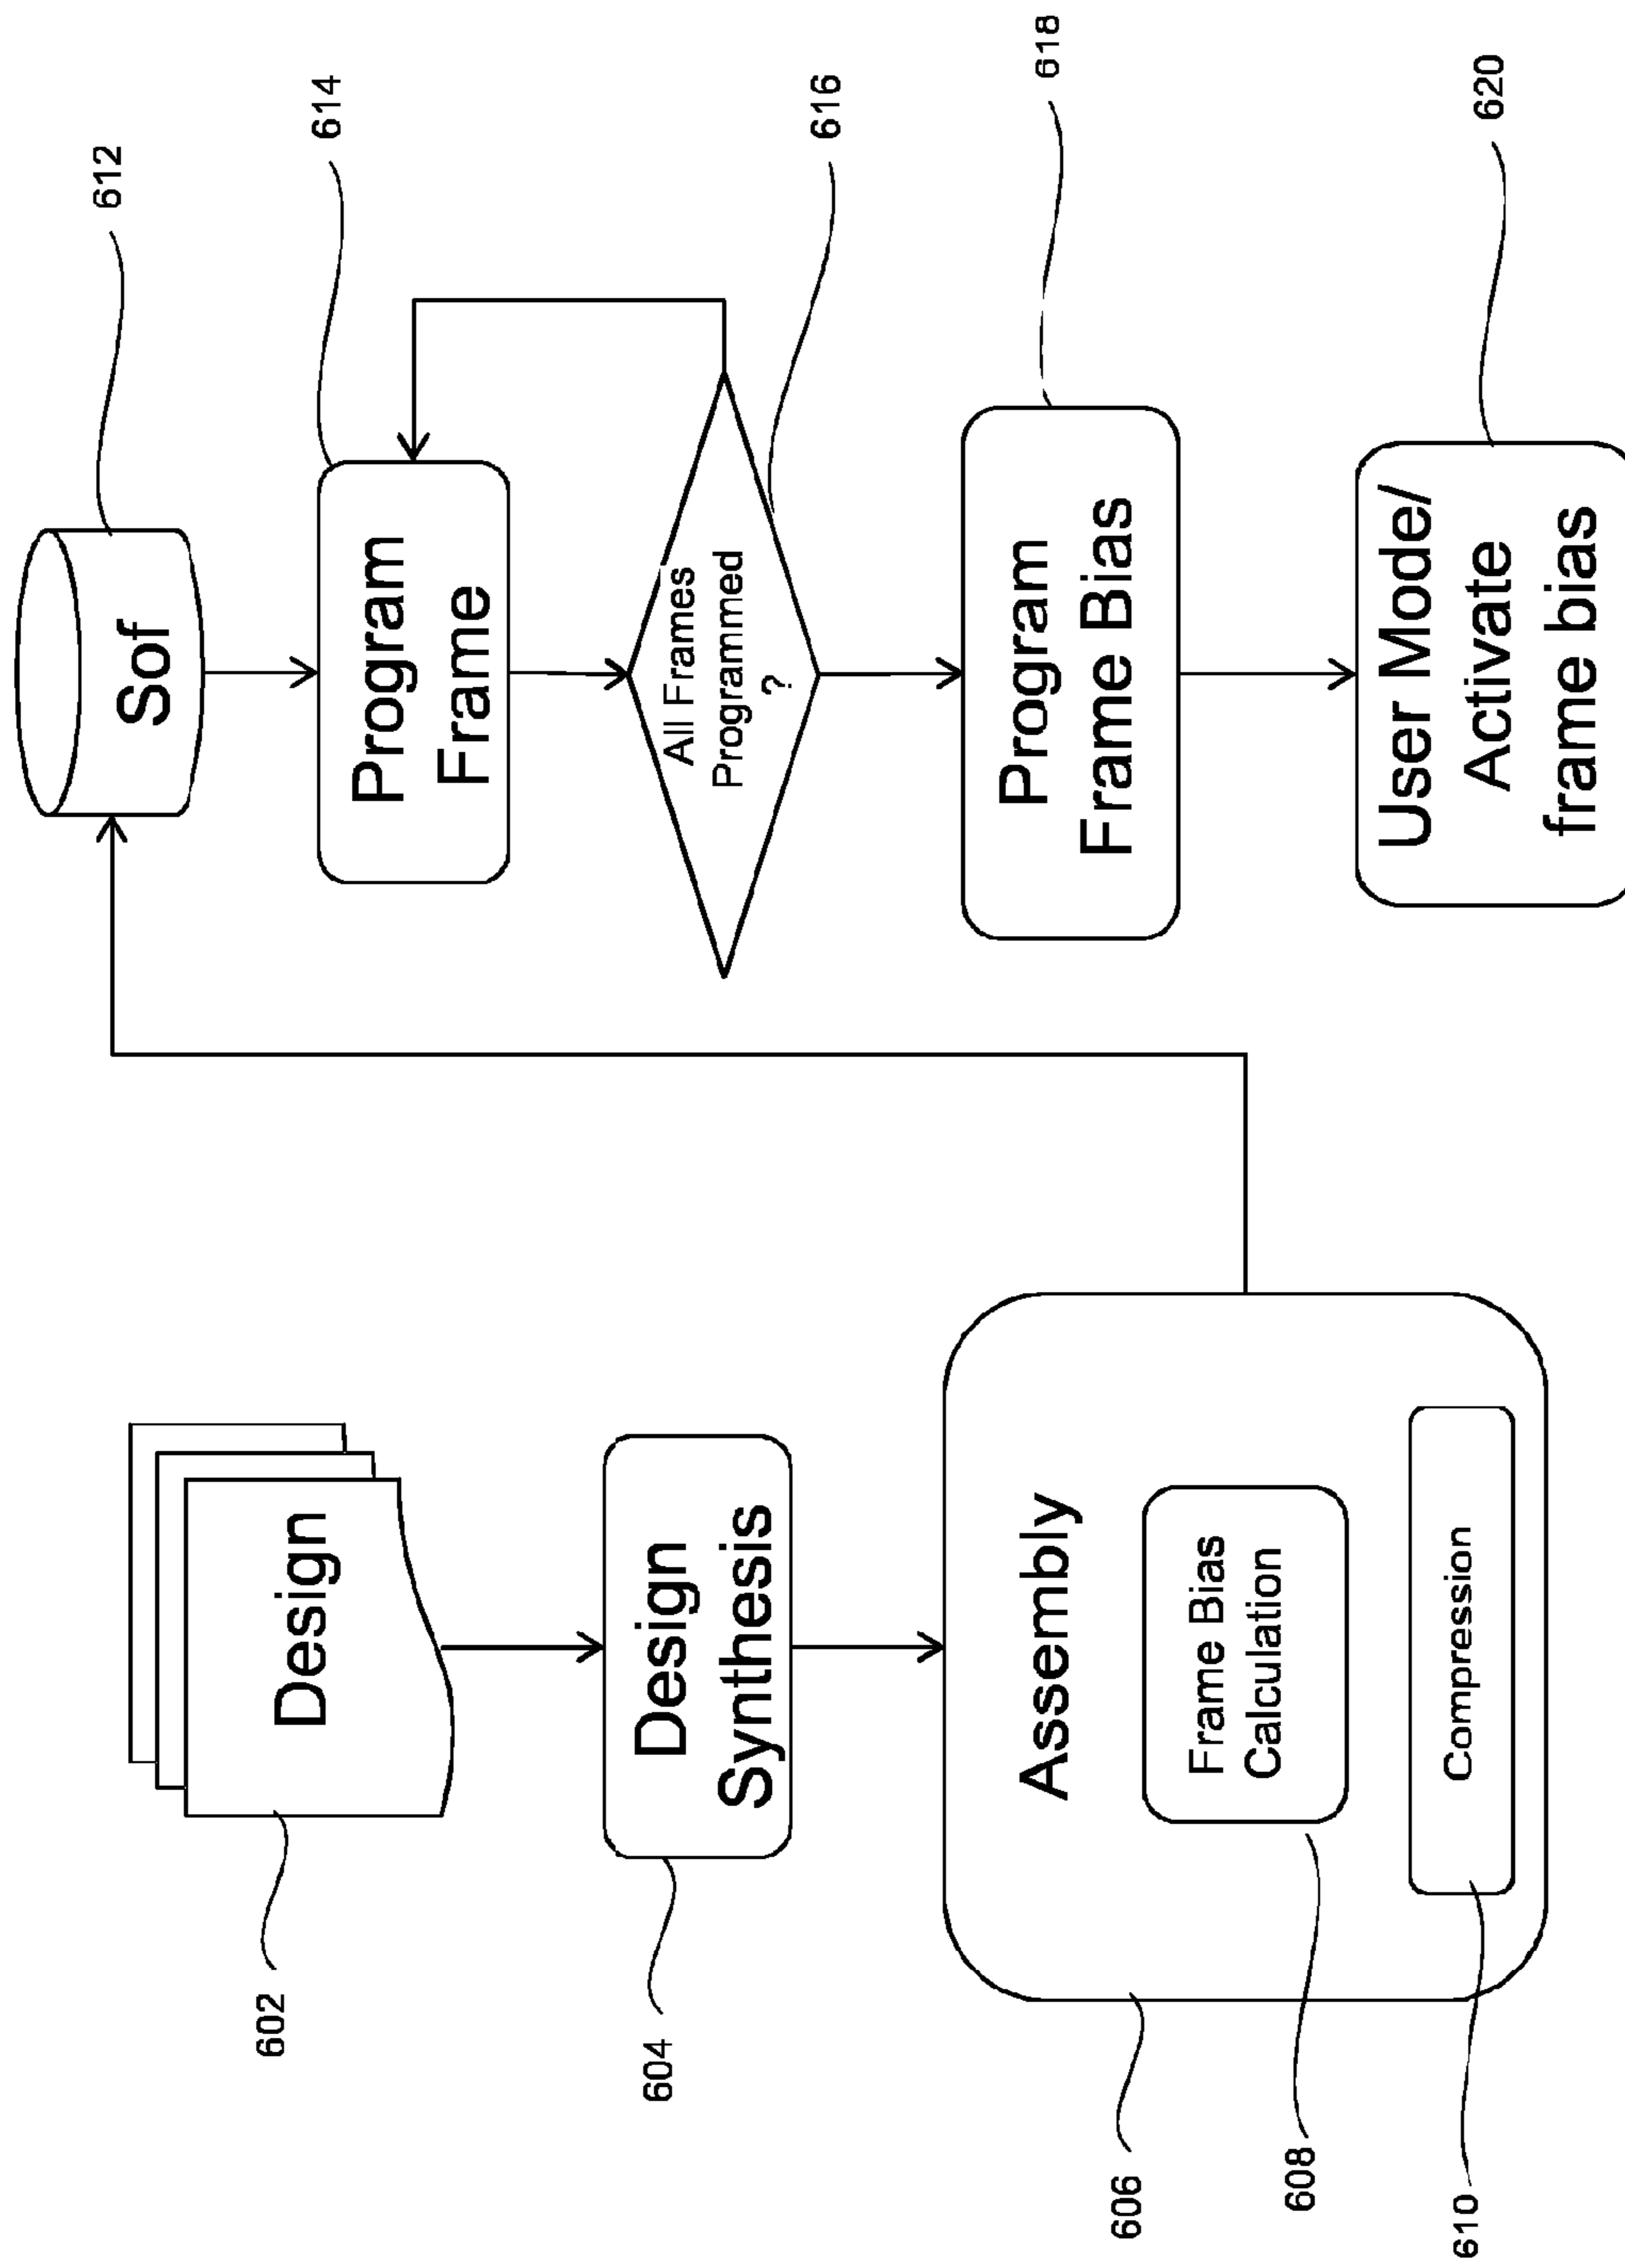 602
Design
604
Design
Synthesis
606
Assembly
608
Frame Bias
Calculation
610
Compression
612
Sof
614
Program
Frame
616
All Frames
Programmed
?
618
Program
Frame Bias
620
User Mode/
Activate
frame bias